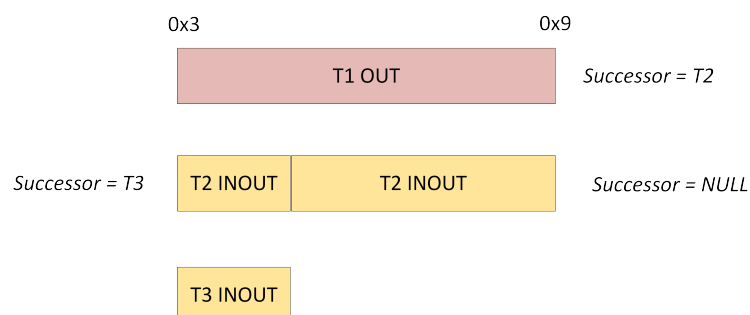 0x3 0x9
T1 OUT Successor = T2
Successor = T3 T2 INOUT T2 INOUT Successor = NULL
T3 INOUT